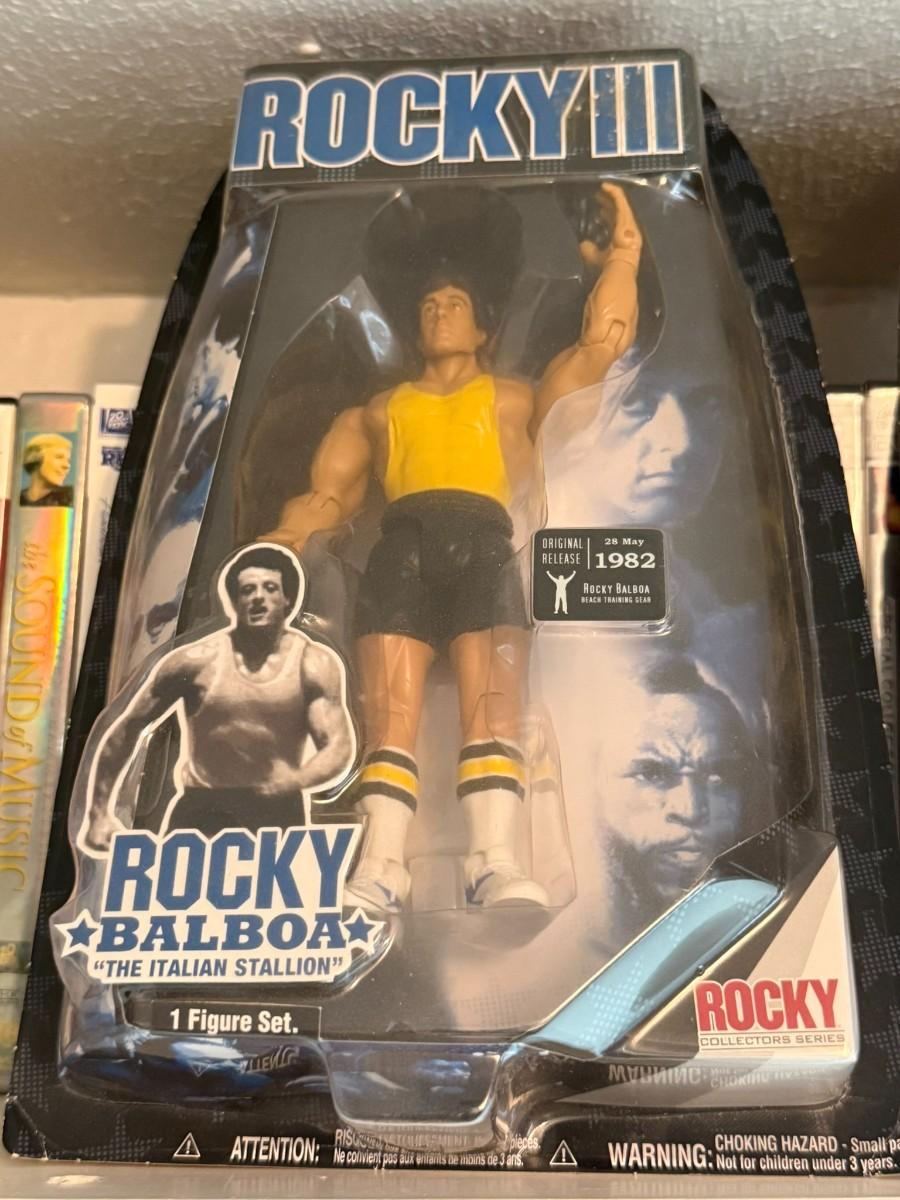 ROCKY III
ORIGINAL RELEASE
28 May
1982
ROCKY BALBOA
BEACH TRAINING GEAR
the SOUND of MUSIC
ROCKY
BALBOA
"THE ITALIAN STALLION"
1 Figure Set.
ROCKY
COLLECTORS SERIES
ATTENTION:
pièces.
Ne convient pas aux enfants de moins de 3 ans.
WARNING:
CHOKING HAZARD - Small
Not for children under 3 years.